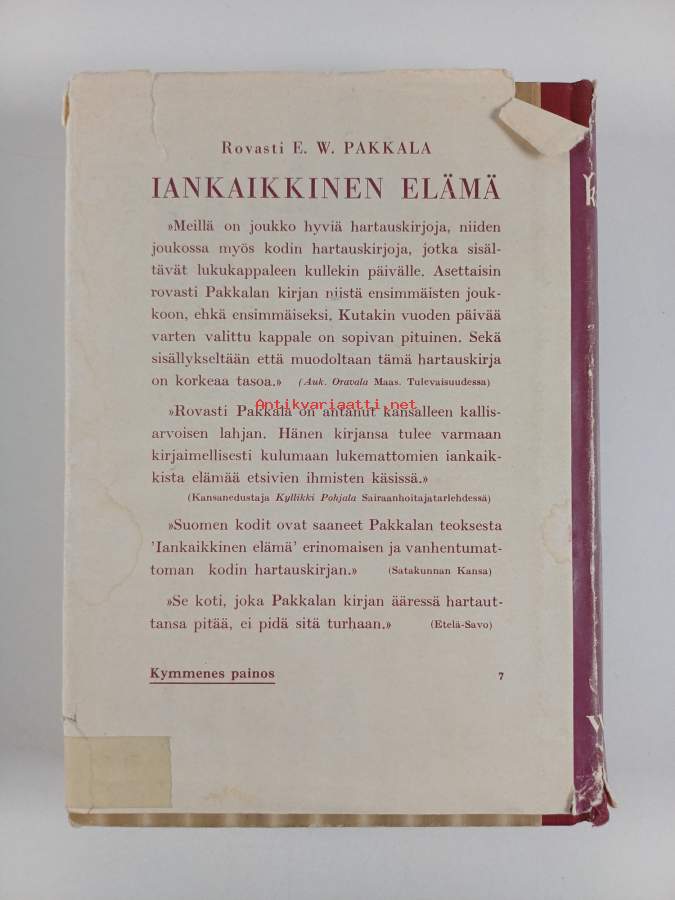 Rovasti E. W. PAKKALA
IANKAIKKINEN ELÄMÄ
»Meillä on joukko hyviä hartauskirjoja, niiden
joukossa myös kodin hartauskirjoja, jotka sisäl-
tävät lukukappaleen kullekin päivälle. Asettaisin
rovasti Pakkalan kirjan niistä ensimmäisten jouk-
koon, ehkä ensimmäiseksi. Kutakin vuoden päivää
varten valittu kappale on sopivan pituinen. Sekä
sisällykseltään että muodoltaan tämä hartauskirja
on korkeaa tasoa.» (Auk. Oravala Maas. Tulevaisuudessa)
Antikvariaatti.net
»Rovasti Pakkala on antanut kansalleen kallis-
arvoisen lahjan. Hänen kirjansa tulee varmaan
kirjaimellisesti kulumaan lukemattomien iankaik-
kista elämää etsivien ihmisten käsissä.»
(Kansanedustaja Kyllikki Pohjala Sairaanhoitajatarlehdessä)
»Suomen kodit ovat saaneet Pakkalan teoksesta
'Iankaikkinen elämä' erinomaisen ja vanhentumat-
toman kodin hartauskirjan.» (Satakunnan Kansa)
»Se koti, joka Pakkalan kirjan ääressä hartaut-
tansa pitää, ei pidä sitä turhaan.» (Etelä-Savo)
Kymmenes painos 7